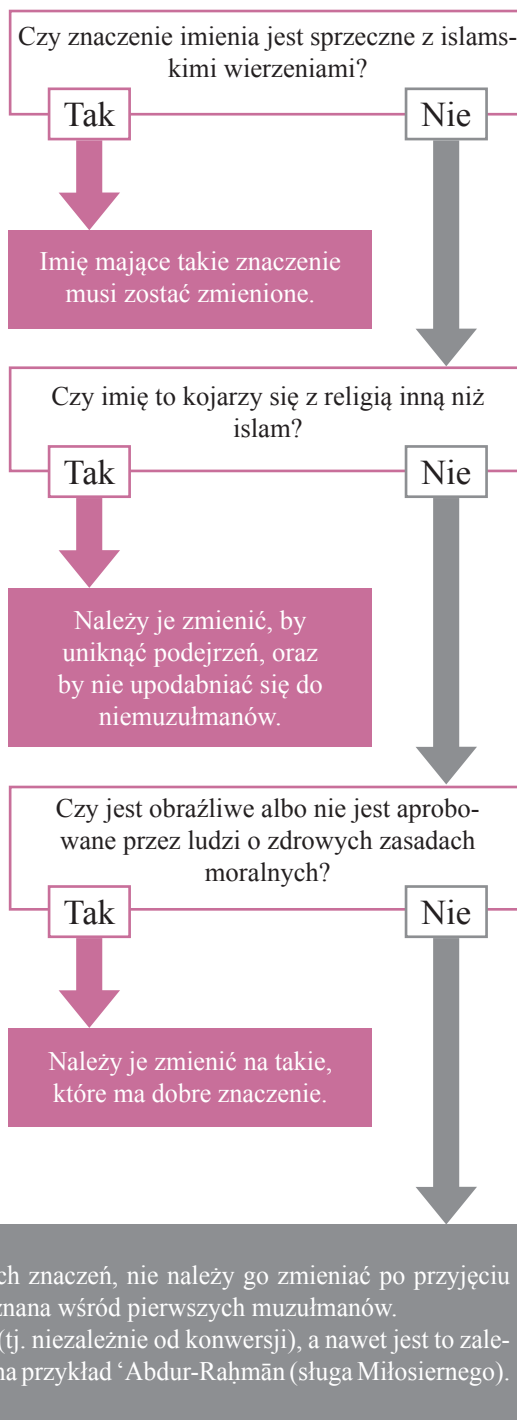 Czy znaczenie imienia jest sprzeczne z islams-
kimi wierzeniami?
Tak
Nie
Imię mające takie znaczenie
musi zostać zmienione.
Czy imię to kojarzy się z religią inną niż
islam?
Tak
Nie
Należy je zmienić, by
uniknąć podejrzeń, oraz
by nie upodabniać się do
niemuzułmanów.
Czy jest obraźliwe albo nie jest aprobo-
wane przez ludzi o zdrowych zasadach
moralnych?
Tak
Nie
Należy je zmienić na takie,
które ma dobre znaczenie.
znaczeń, nie należy go zmieniać po przyjęciu
wśród pierwszych muzułmanów.
(tj. niezależnie od konwersji), a nawet jest to zale-
na przykład ‘Abdur-Raḥmān (sługa Miłosiernego).